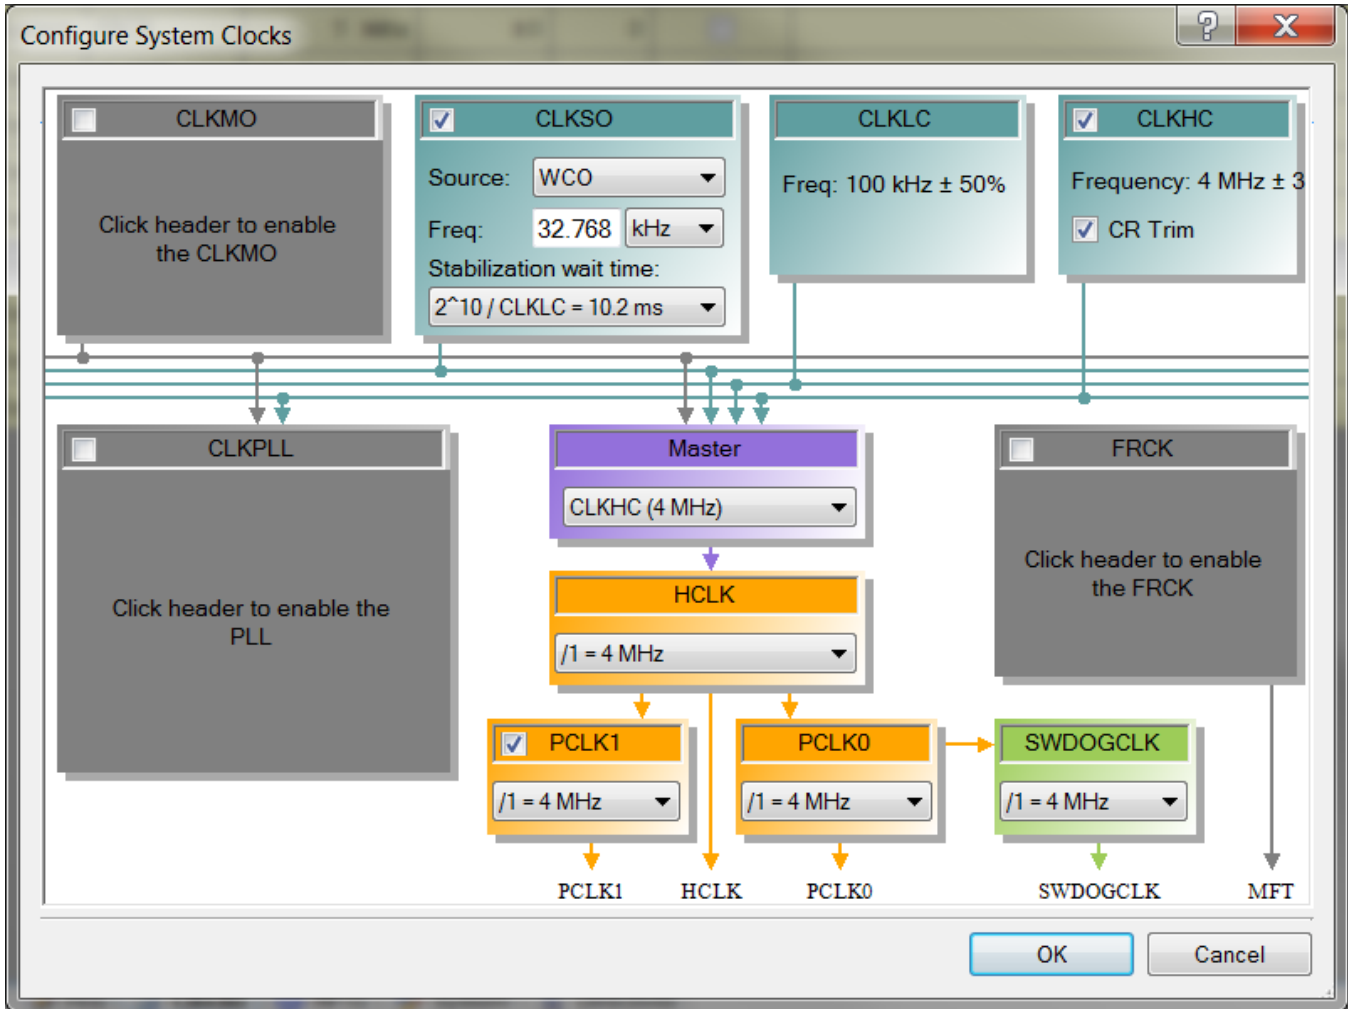 Configure System Clocks
CLKMO
Click header to enable
the CLKMO
CLKSO
Source: WCO
Freq: 32.768 kHz
Stabilization wait time:
2^10 / CLKLC = 10.2 ms
CLKLC
Freq: 100 kHz ± 50%
CLKHC
Frequency: 4 MHz ± 3
CR Trim
CLKPLL
Click header to enable the
PLL
Master
CLKHC (4 MHz)
FRCK
Click header to enable
the FRCK
HCLK
/1 = 4 MHz
PCLK1
/1 = 4 MHz
PCLK0
/1 = 4 MHz
SWDOGCLK
/1 = 4 MHz
PCLK1 HCLK PCLK0 SWDOGCLK MFT
OK Cancel